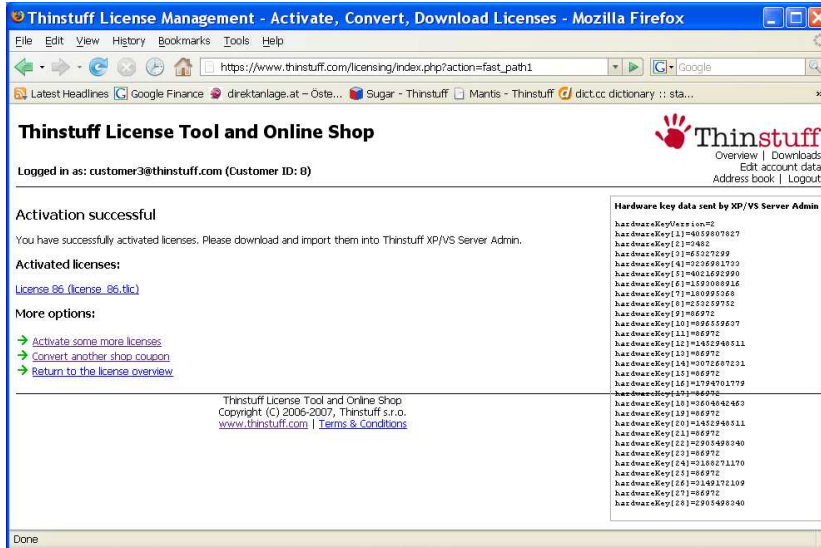 Thinstuff License Management - Activate, Convert, Download Licenses - Mozilla Firefox
File Edit View History Bookmarks Tools Help
https://www.thinstuff.com/licensing/index.php?action=fast_path1
Google
Latest Headlines Google Finance direktanlage.at – Öste... Sugar - Thinstuff Mantis - Thinstuff dict.cc dictionary :: sta...
Thinstuff License Tool and Online Shop
Thinstuff
Overview | Downloads
Edit account data
Address book | Logout
Logged in as: customer3@thinstuff.com (Customer ID: 8)
Activation successful
You have successfully activated licenses. Please download and import them into Thinstuff XP/VS Server Admin.
Activated licenses:
License 86 (license_86.tlic)
More options:
Activate some more licenses
Convert another shop coupon
Return to the license overview
Hardware key data sent by XP/VS Server Admin
hardwareKeyVersion=2
hardwareKey[1]=4059807827
hardwareKey[2]=3482
hardwareKey[3]=65327299
hardwareKey[4]=3236981733
hardwareKey[5]=4021692990
hardwareKey[6]=1593088916
hardwareKey[7]=180995368
hardwareKey[8]=253259752
hardwareKey[9]=86972
hardwareKey[10]=896559637
hardwareKey[11]=86972
hardwareKey[12]=1452948511
hardwareKey[13]=86972
hardwareKey[14]=3072687231
hardwareKey[15]=86972
hardwareKey[16]=1794701779
hardwareKey[17]=86972
hardwareKey[18]=3604842463
hardwareKey[19]=86972
hardwareKey[20]=1452948511
hardwareKey[21]=86972
hardwareKey[22]=2905498340
hardwareKey[23]=86972
hardwareKey[24]=3188271170
hardwareKey[25]=86972
hardwareKey[26]=3149172109
hardwareKey[27]=86972
hardwareKey[28]=2905498340
Thinstuff License Tool and Online Shop
Copyright (C) 2006-2007, Thinstuff s.r.o.
www.thinstuff.com | Terms & Conditions
Done